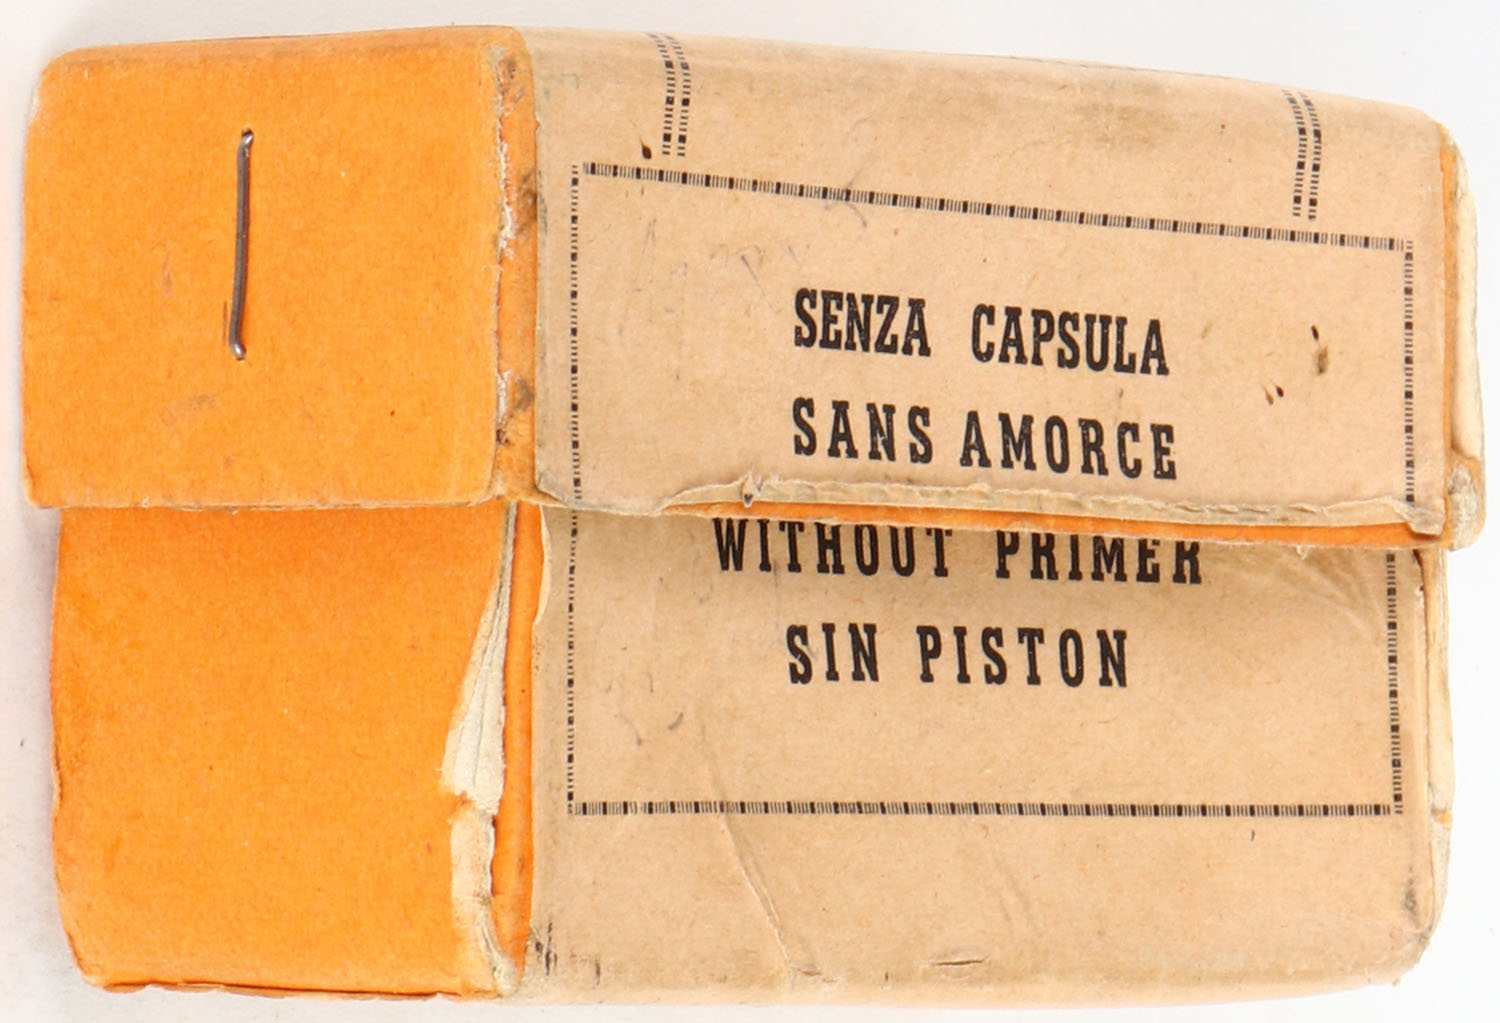 SENZA CAPSULA
SANS AMORCE
WITHOUT PRIMER
SIN PISTON